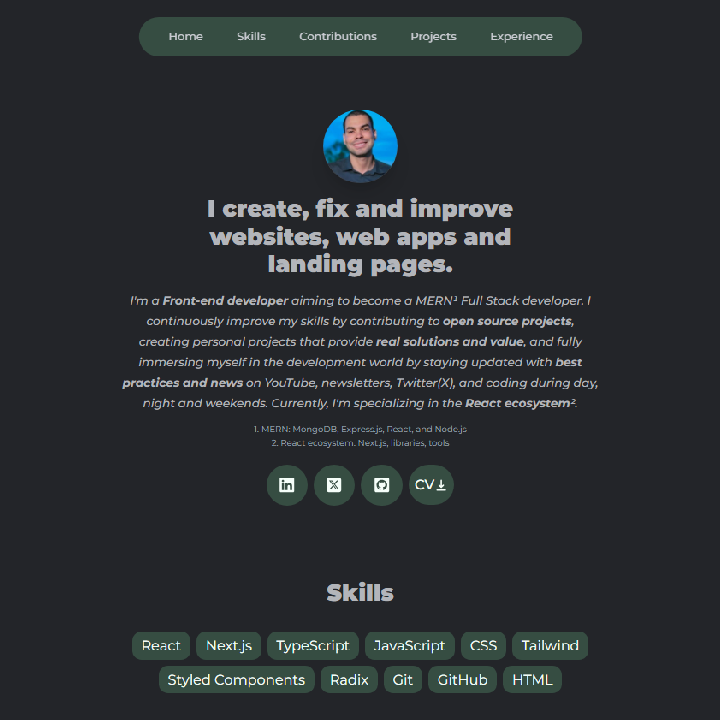 Home Skills Contributions Projects Experience
I create, fix and improve
websites, web apps and
landing pages.
I'm a Front-end developer aiming to become a MERN¹ Full Stack developer. I
continuously improve my skills by contributing to open source projects,
creating personal projects that provide real solutions and value, and fully
immersing myself in the development world by staying updated with best
practices and news on YouTube, newsletters, Twitter(X), and coding during day,
night and weekends. Currently, I'm specializing in the React ecosystem².
1. MERN: MongoDB, Express.js, React, and Node.js
2. React ecosystem: Next.js, libraries, tools
in X CV
Skills
React Next.js TypeScript JavaScript CSS Tailwind
Styled Components Radix Git GitHub HTML